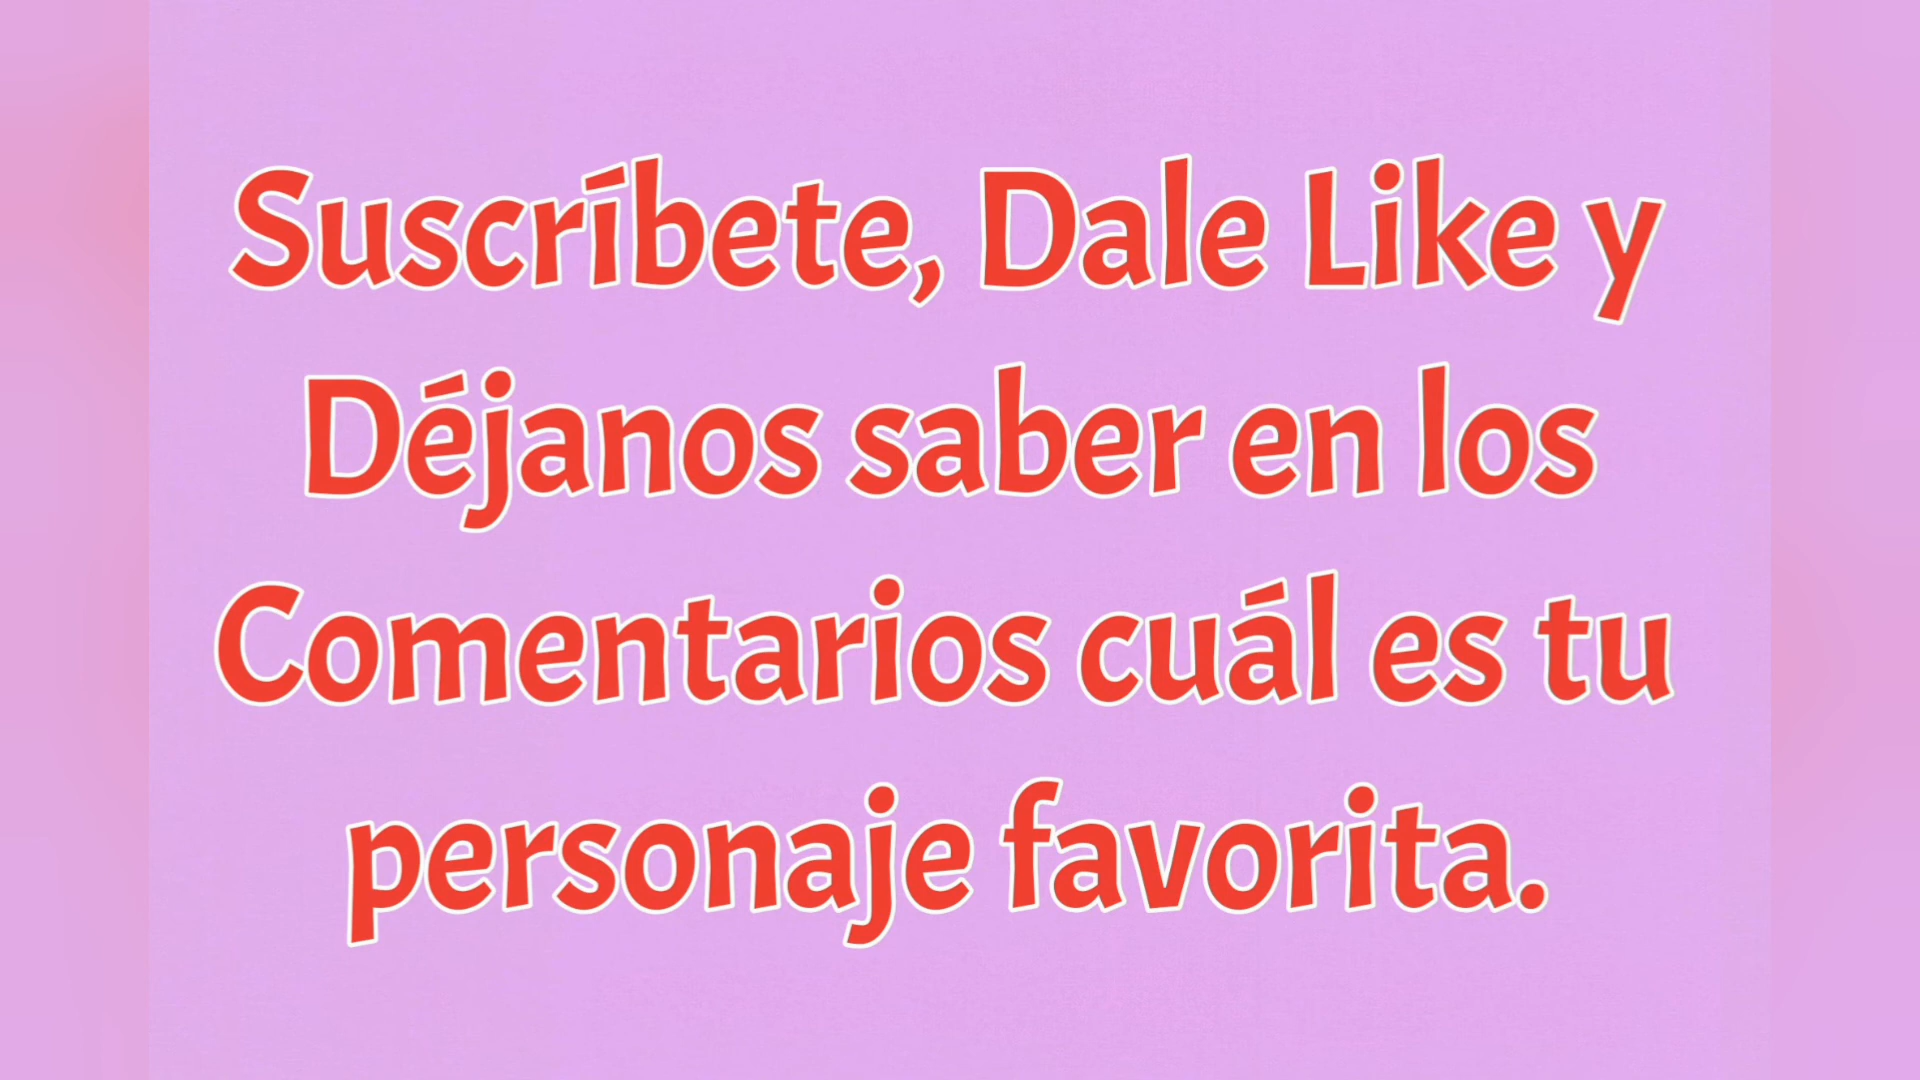 Suscríbete, Dale Like y
Déjanos saber en los
Comentarios cuál es tu
personaje favorita.